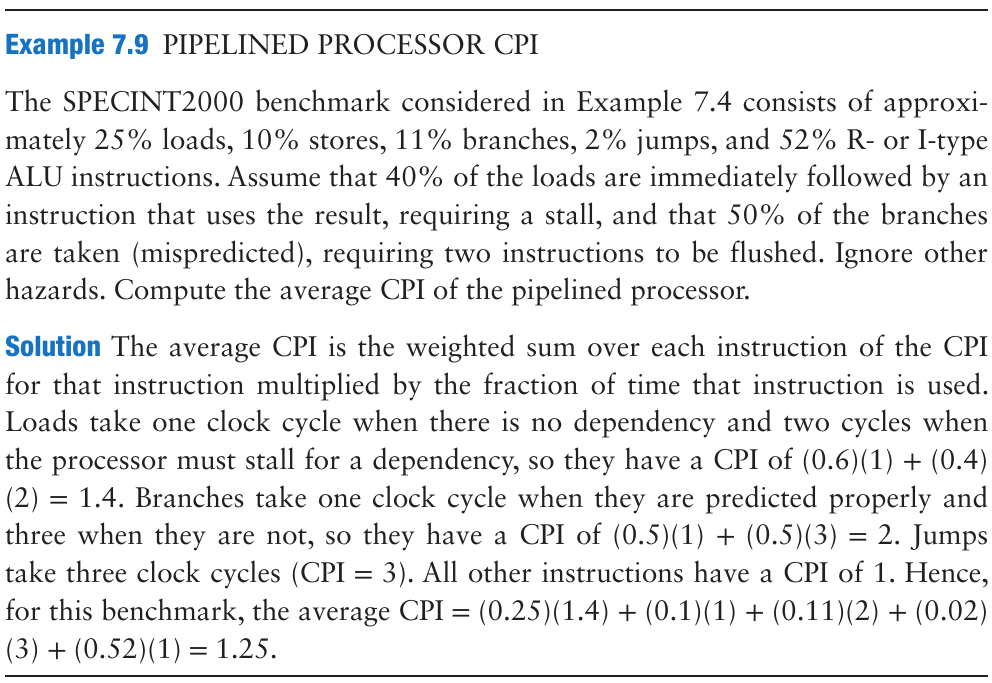 Example 7.9 PIPELINED PROCESSOR CPI
The SPECINT2000 benchmark considered in Example 7.4 consists of approxi-
mately 25% loads, 10% stores, 11% branches, 2% jumps, and 52% R- or I-type
ALU instructions. Assume that 40% of the loads are immediately followed by an
instruction that uses the result, requiring a stall, and that 50% of the branches
are taken (mispredicted), requiring two instructions to be flushed. Ignore other
hazards. Compute the average CPI of the pipelined processor.
Solution The average CPI is the weighted sum over each instruction of the CPI
for that instruction multiplied by the fraction of time that instruction is used.
Loads take one clock cycle when there is no dependency and two cycles when
the processor must stall for a dependency, so they have a CPI of (0.6)(1) + (0.4)
(2) = 1.4. Branches take one clock cycle when they are predicted properly and
three when they are not, so they have a CPI of (0.5)(1) + (0.5)(3) = 2. Jumps
take three clock cycles (CPI = 3). All other instructions have a CPI of 1. Hence,
for this benchmark, the average CPI = (0.25)(1.4) + (0.1)(1) + (0.11)(2) + (0.02)
(3) + (0.52)(1) = 1.25.